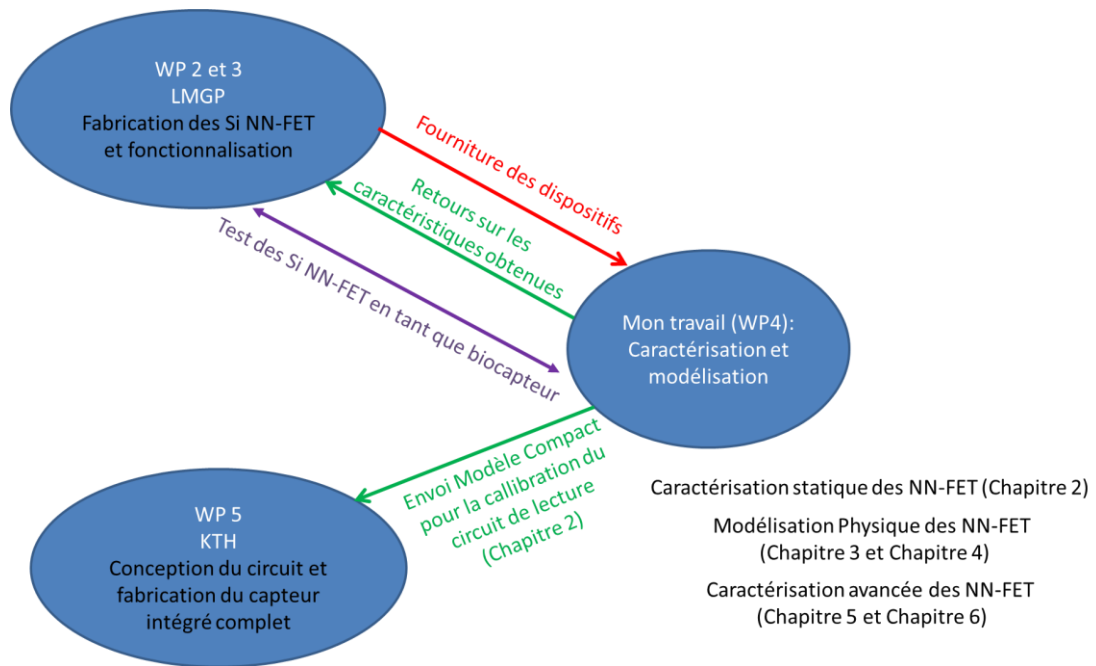 WP 2 et 3
LMGP
Fabrication des Si NN-FET
et fonctionnalisation
Fourniture des dispositifs
Retours sur les
caractéristiques obtenues
Test des Si NN-FET en tant que biocapteur
Mon travail (WP4):
Caractérisation et
modélisation
Envoi Modèle Compact
pour la callibration du
circuit de lecture
(Chapitre 2)
WP 5
KTH
Conception du circuit et
fabrication du capteur
intégré complet
Caractérisation statique des NN-FET (Chapitre 2)
Modélisation Physique des NN-FET
(Chapitre 3 et Chapitre 4)
Caractérisation avancée des NN-FET
(Chapitre 5 et Chapitre 6)